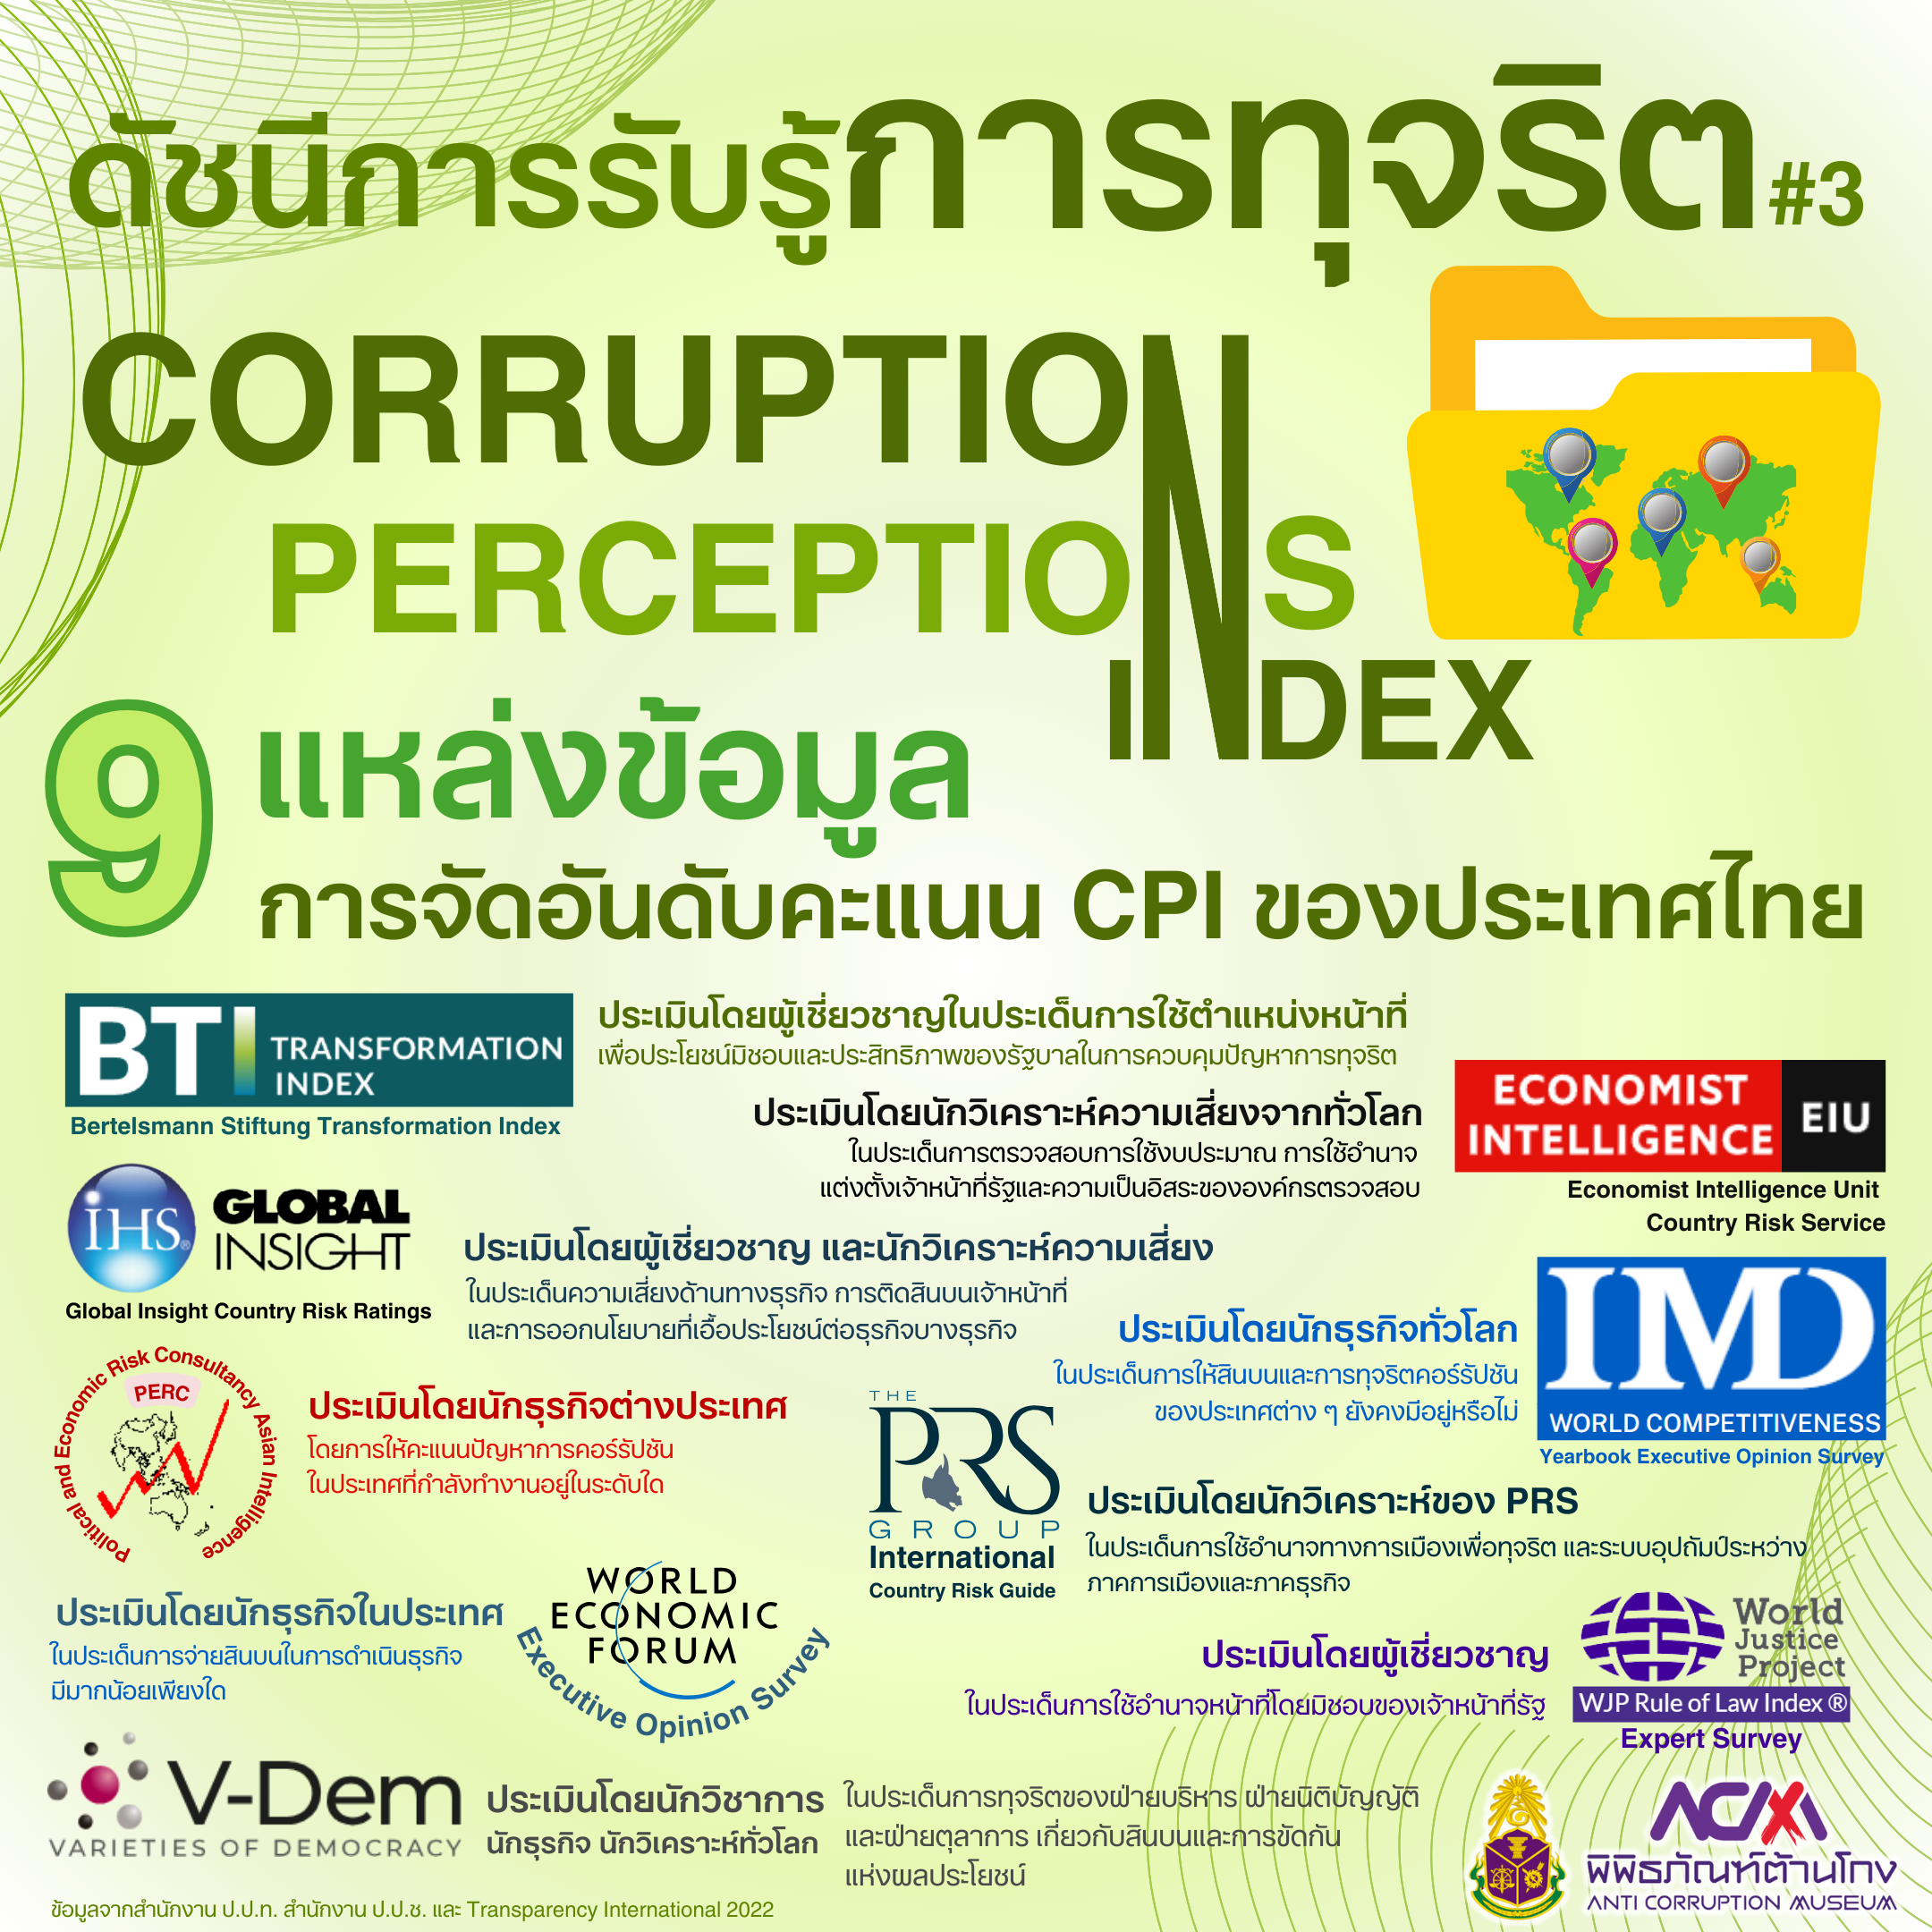 ดัชนีการรับรู้การทุจริต #3
CORRUPTION
PERCEPTIONS
INDEX
9 แหล่งข้อมูล
การจัดอันดับคะแนน CPI ของประเทศไทย
BTI TRANSFORMATION
INDEX
Bertelsmann Stiftung Transformation Index
ประเมินโดยผู้เชี่ยวชาญในประเด็นการใช้ตำแหน่งหน้าที่
เพื่อประโยชน์มิชอบและประสิทธิภาพของรัฐบาลในการควบคุมปัญหาการทุจริต
ประเมินโดยนักวิเคราะห์ความเสี่ยงจากทั่วโลก
ในประเด็นการตรวจสอบการใช้งบประมาณ การใช้อำนาจ
แต่งตั้งเจ้าหน้าที่รัฐและความเป็นอิสระขององค์กรตรวจสอบ
ECONOMIST
INTELLIGENCE EIU
Economist Intelligence Unit
Country Risk Service
iHS® GLOBAL
INSIGHT
Global Insight Country Risk Ratings
ประเมินโดยผู้เชี่ยวชาญ และนักวิเคราะห์ความเสี่ยง
ในประเด็นความเสี่ยงด้านทางธุรกิจ การติดสินบนเจ้าหน้าที่
และการออกนโยบายที่เอื้อประโยชน์ต่อธุรกิจบางธุรกิจ
ประเมินโดยนักธุรกิจทั่วโลก
ในประเด็นการให้สินบนและการทุจริตคอร์รัปชัน
ของประเทศต่าง ๆ ยังคงมีอยู่หรือไม่
IMD
WORLD COMPETITIVENESS
Yearbook Executive Opinion Survey
Political and Economic Risk Consultancy Asian Intelligence
PERC
ประเมินโดยนักธุรกิจต่างประเทศ
โดยการให้คะแนนปัญหาการคอร์รัปชัน
ในประเทศที่กำลังทำงานอยู่ในระดับใด
THE
PRS
GROUP
International
Country Risk Guide
ประเมินโดยนักวิเคราะห์ของ PRS
ในประเด็นการใช้อำนาจทางการเมืองเพื่อทุจริต และระบบอุปถัมป์ระหว่าง
ภาคการเมืองและภาคธุรกิจ
ประเมินโดยนักธุรกิจในประเทศ
ในประเด็นการจ่ายสินบนในการดำเนินธุรกิจ
มีมากน้อยเพียงใด
WORLD
ECONOMIC
FORUM
Executive Opinion Survey
ประเมินโดยผู้เชี่ยวชาญ
ในประเด็นการใช้อำนาจหน้าที่โดยมิชอบของเจ้าหน้าที่รัฐ
World
Justice
Project
WJP Rule of Law Index ®
Expert Survey
V-Dem
VARIETIES OF DEMOCRACY
ประเมินโดยนักวิชาการ
นักธุรกิจ นักวิเคราะห์ทั่วโลก
ในประเด็นการทุจริตของฝ่ายบริหาร ฝ่ายนิติบัญญัติ
และฝ่ายตุลาการ เกี่ยวกับสินบนและการขัดกัน
แห่งผลประโยชน์
ACM
พิพิธภัณฑ์ต้านโกง
ANTI CORRUPTION MUSEUM
ข้อมูลจากสำนักงาน ป.ป.ท. สำนักงาน ป.ป.ช. และ Transparency International 2022